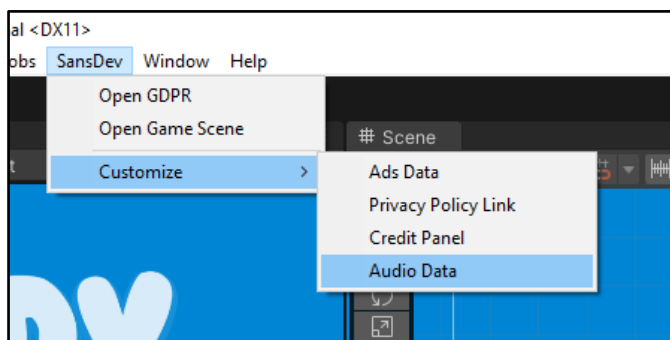 al <DX11>
obs SansDev Window Help
Open GDPR
Open Game Scene
# Scene
t
Customize >
Ads Data
Privacy Policy Link
Credit Panel
Audio Data